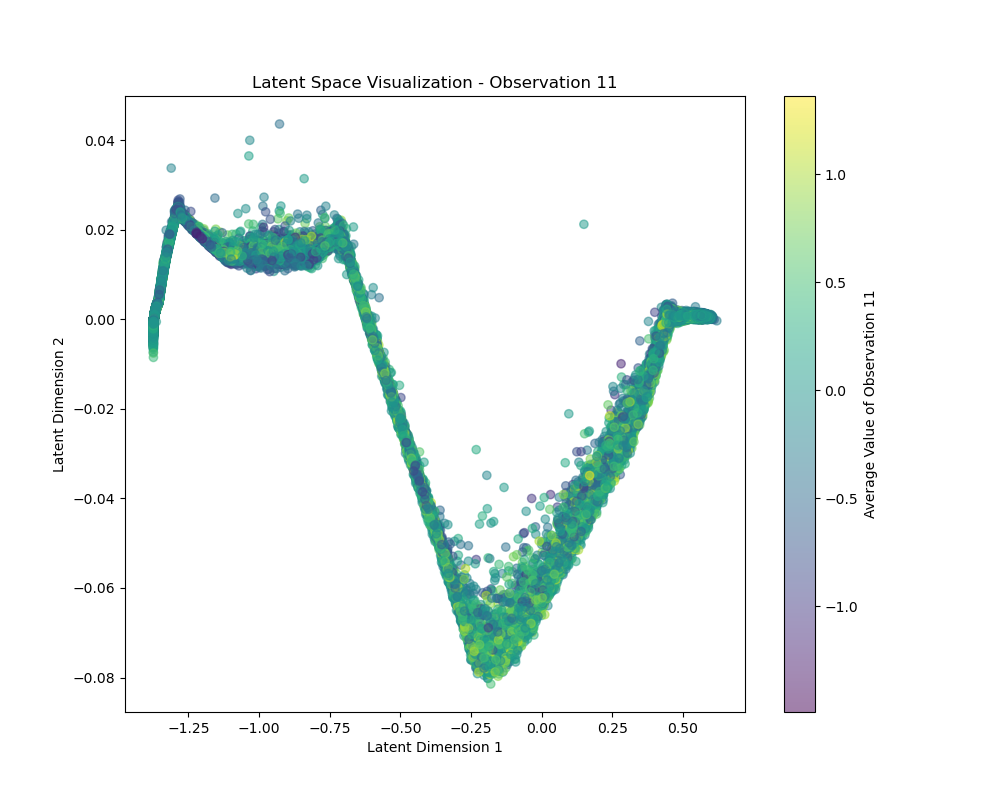 Latent Space Visualization - Observation 11
0.04
0.02
0.00
−0.02
−0.04
−0.06
−0.08
Latent Dimension 2
−1.25 −1.00 −0.75 −0.50 −0.25 0.00 0.25 0.50
Latent Dimension 1
1.0
0.5
0.0
−0.5
−1.0
Average Value of Observation 11